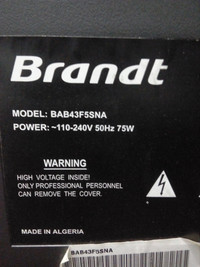 Brandt
MODEL: BAB43F5SNA
POWER: ~110-240V 50Hz 75W
WARNING
HIGH VOLTAGE INSIDE!
ONLY PROFESSIONAL PERSONNEL
CAN REMOVE THE COVER.
MADE IN ALGERIA
BAB43F5SNA